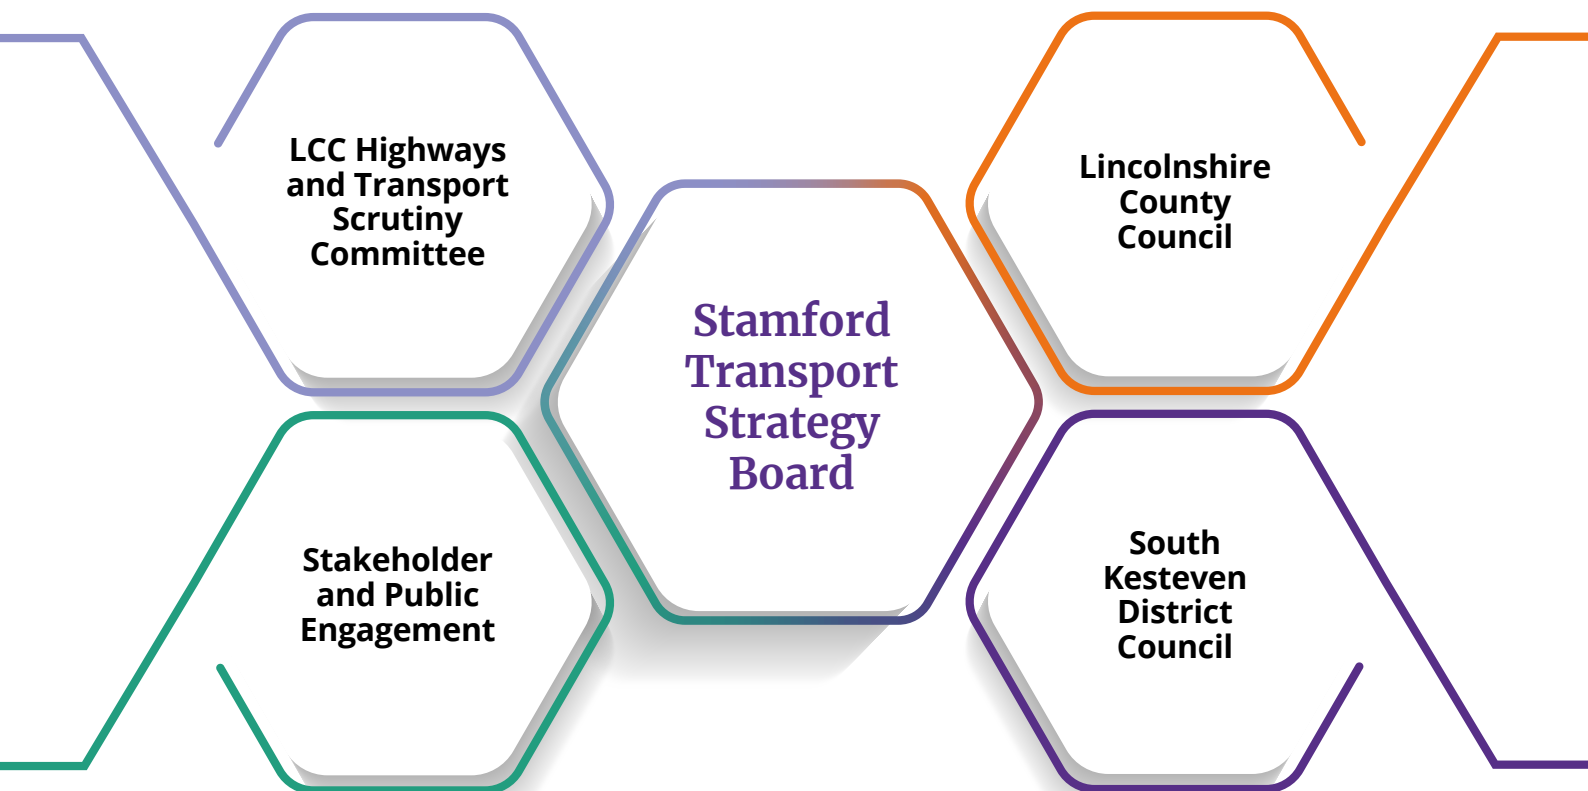 LCC Highways
and Transport
Scrutiny
Committee
Lincolnshire
County
Council
Stamford
Transport
Strategy
Board
Stakeholder
and Public
Engagement
South
Kesteven
District
Council